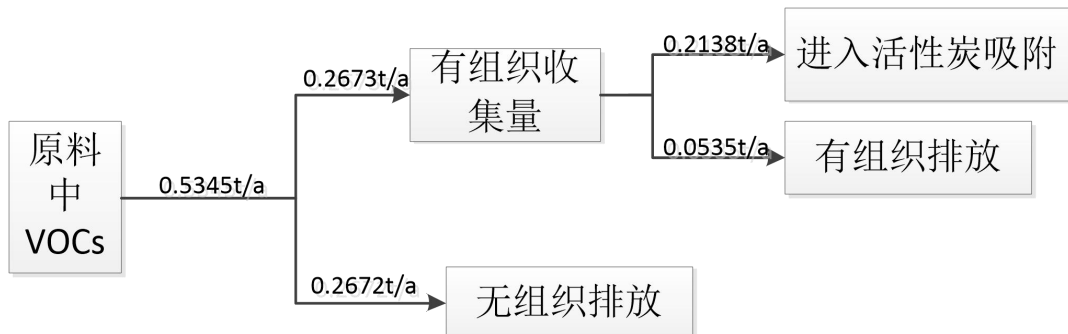 原料
中
VOCs
0.5345t/a
0.2673t/a
有组织收
集量
0.2138t/a
进入活性炭吸附
0.0535t/a
有组织排放
0.2672t/a
无组织排放